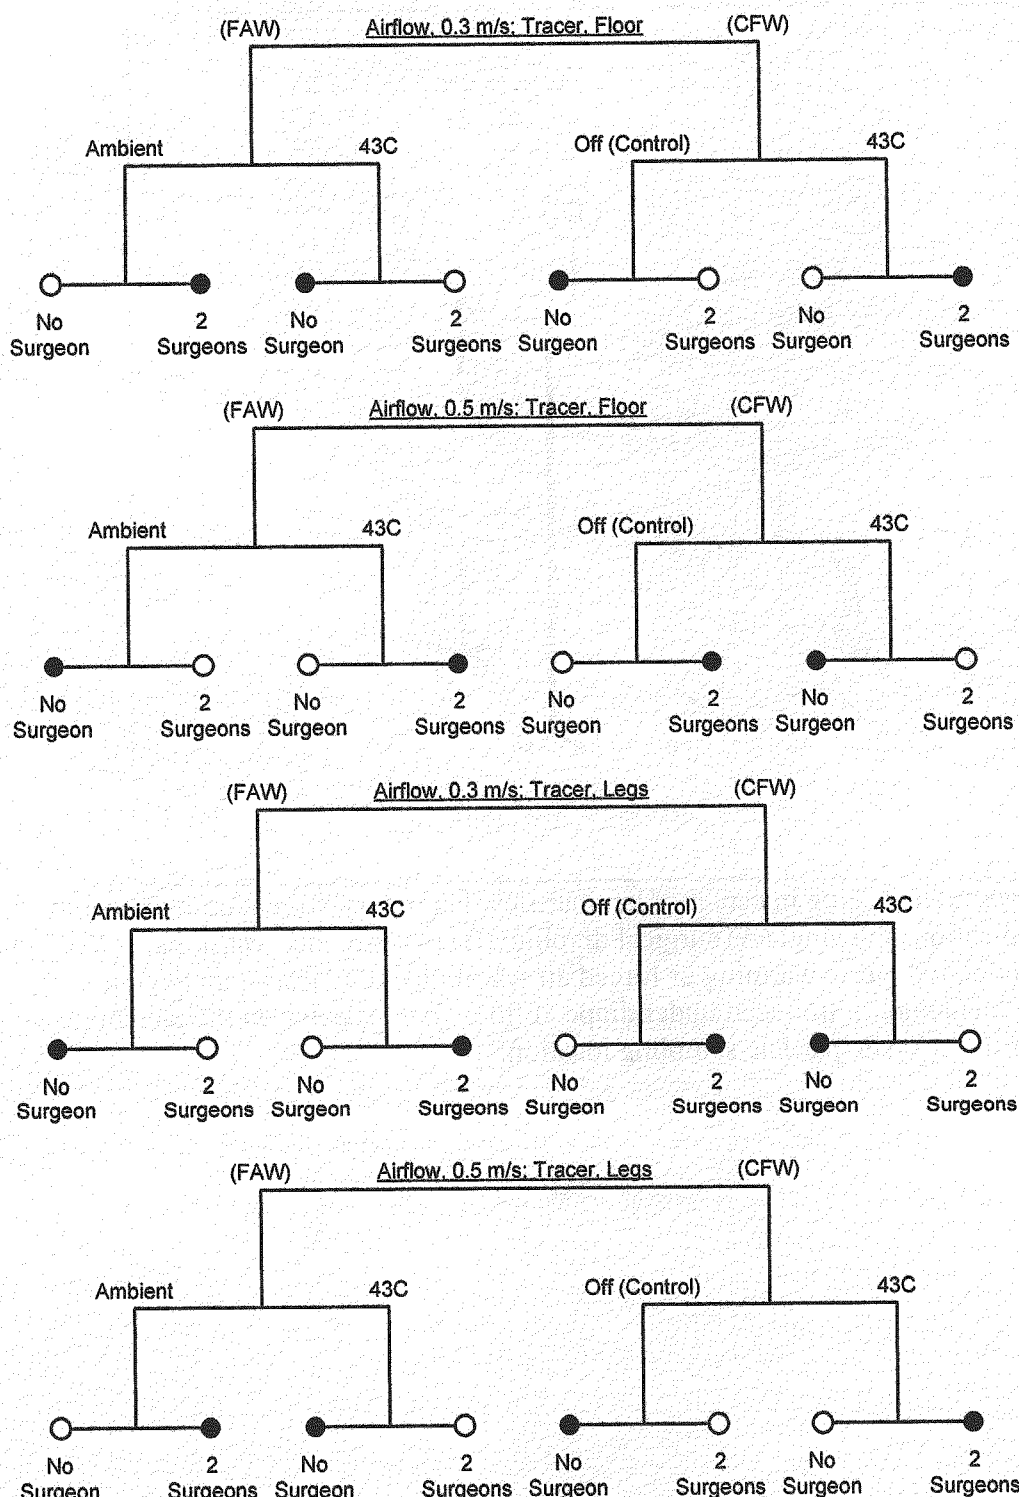 (FAW) Airflow, 0.3 m/s; Tracer, Floor (CFW)
Ambient 43C Off (Control) 43C
No 2 No 2 No 2 No 2
Surgeon Surgeons Surgeon Surgeons Surgeon Surgeons Surgeon Surgeons
(FAW) Airflow, 0.5 m/s; Tracer, Floor (CFW)
Ambient 43C Off (Control) 43C
No 2 No 2 No 2 No 2
Surgeon Surgeons Surgeon Surgeons Surgeon Surgeons Surgeon Surgeons
(FAW) Airflow, 0.3 m/s; Tracer, Legs (CFW)
Ambient 43C Off (Control) 43C
No 2 No 2 No 2 No 2
Surgeon Surgeons Surgeon Surgeons Surgeon Surgeons Surgeon Surgeons
(FAW) Airflow, 0.5 m/s; Tracer, Legs (CFW)
Ambient 43C Off (Control) 43C
No 2 No 2 No 2 No 2
Surgeon Surgeons Surgeon Surgeons Surgeon Surgeons Surgeon Surgeons